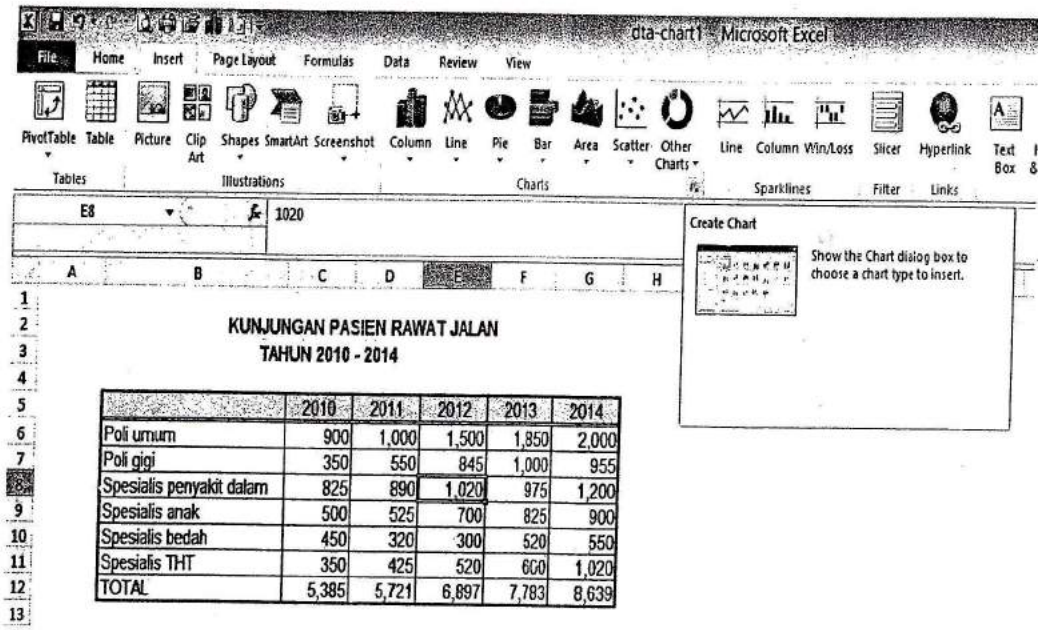 dta-chart1 Microsoft Excel
File Home Insert Page Layout Formulas Data Review View
PivotTable Table Picture Clip Art Shapes SmartArt Screenshot Column Line Pie Bar Area Scatter Other Charts Line Column Win/Loss Slicer Hyperlink Text Box
Tables Illustrations Charts Sparklines Filter Links
E8 fx 1020
Create Chart
Show the Chart dialog box to
choose a chart type to insert.
A B C D E F G H
1
2 KUNJUNGAN PASIEN RAWAT JALAN
3 TAHUN 2010 - 2014
4
5 2010 2011 2012 2013 2014
6 Poli umum 900 1,000 1,500 1,850 2,000
7 Poli gigi 350 550 845 1,000 955
8 Spesialis penyakit dalam 825 890 1,020 975 1,200
9 Spesialis anak 500 525 700 825 900
10 Spesialis bedah 450 320 300 520 550
11 Spesialis THT 350 425 520 600 1,020
12 TOTAL 5,385 5,721 6,897 7,783 8,639
13